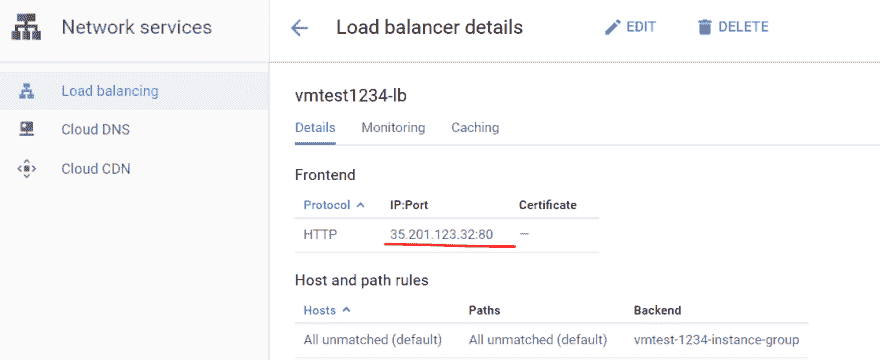 Network services
Load balancer details
EDIT
DELETE
Load balancing
Cloud DNS
Cloud CDN
vmtest1234-lb
Details Monitoring Caching
Frontend
Protocol IP:Port Certificate
HTTP 35.201.123.32:80 —
Host and path rules
Hosts Paths Backend
All unmatched (default) All unmatched (default) vmtest-1234-instance-group